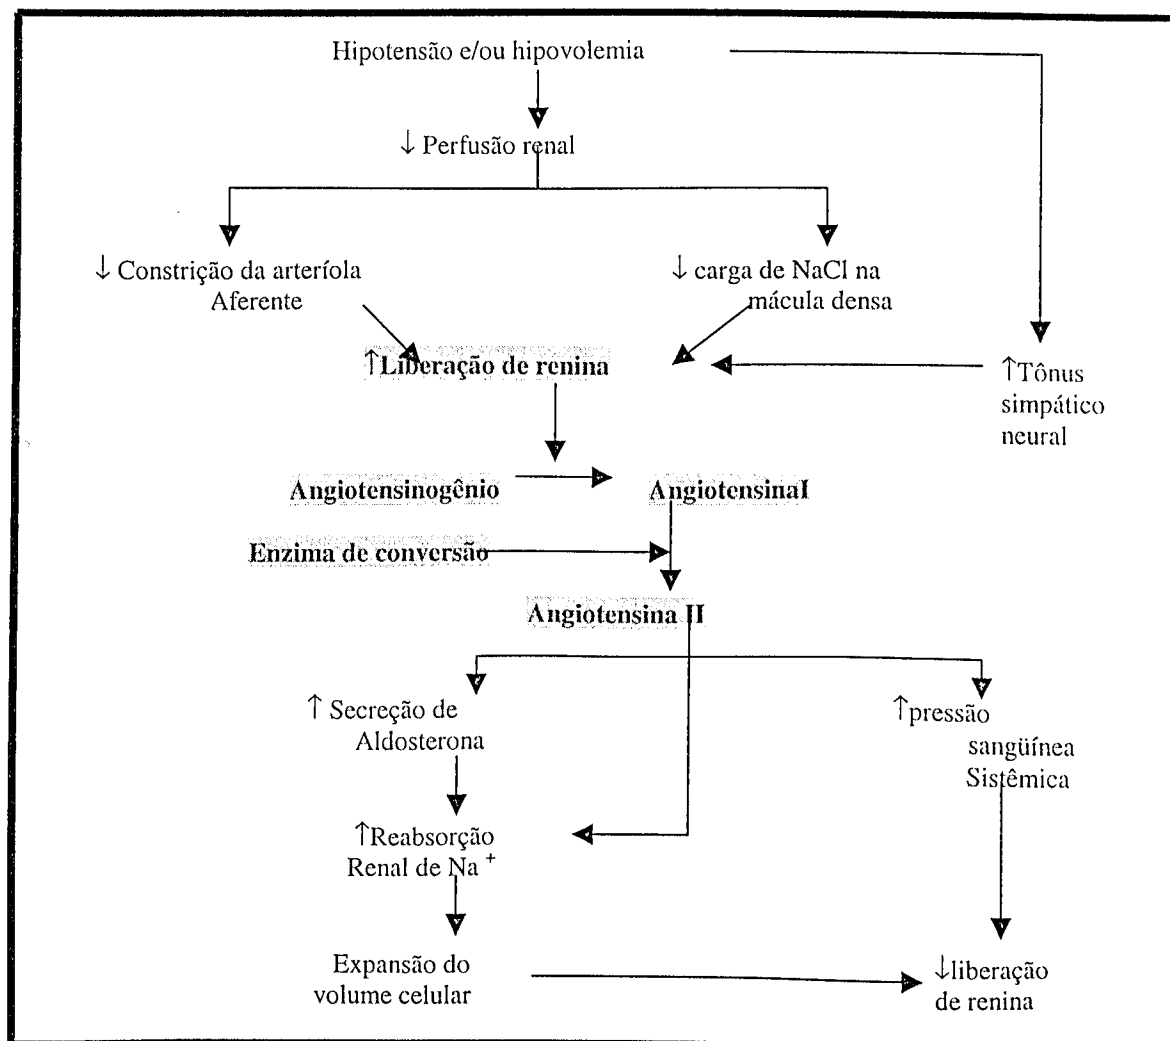 Hipotensão e/ou hipovolemia
↓ Perfusão renal
↓ Constrição da arteríola
Aferente
↓ carga de NaCl na
mácula densa
↑Liberação de renina
↑Tônus
simpático
neural
Angiotensinogênio
AngiotensinaI
Enzima de conversão
Angiotensina II
↑ Secreção de
Aldosterona
↑pressão
sangüínea
Sistêmica
↑Reabsorção
Renal de Na⁺
Expansão do
volume celular
↓liberação
de renina